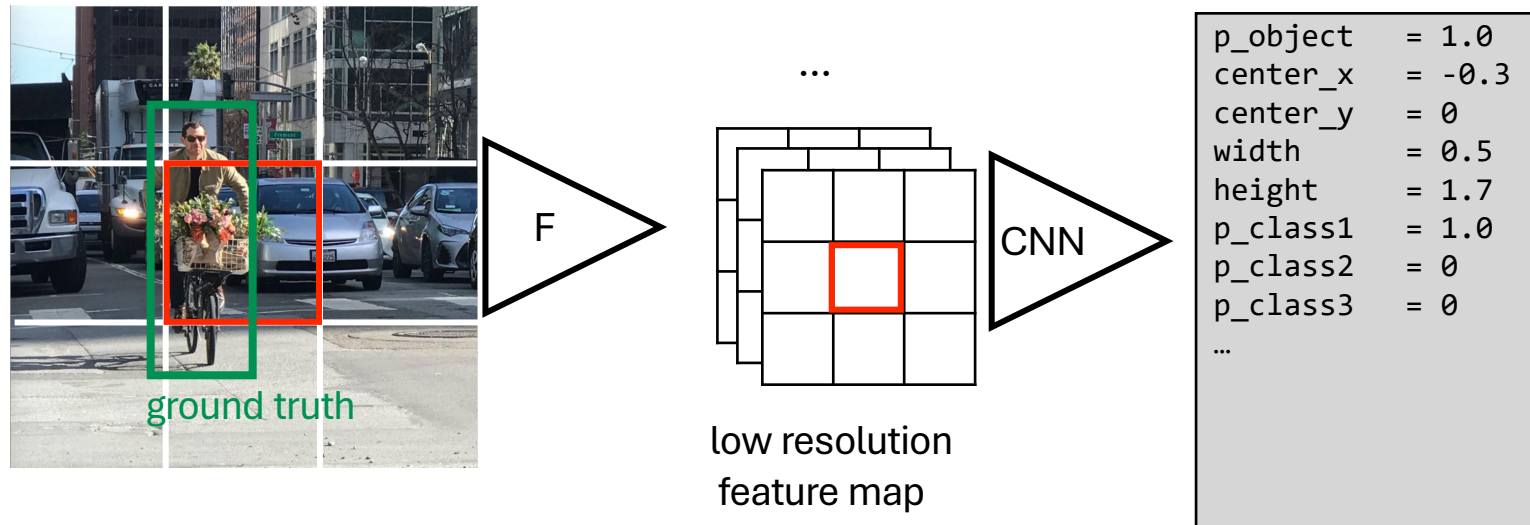 ground truth
F
...
low resolution
feature map
CNN
p_object = 1.0
center_x = -0.3
center_y = 0
width = 0.5
height = 1.7
p_class1 = 1.0
p_class2 = 0
p_class3 = 0
…